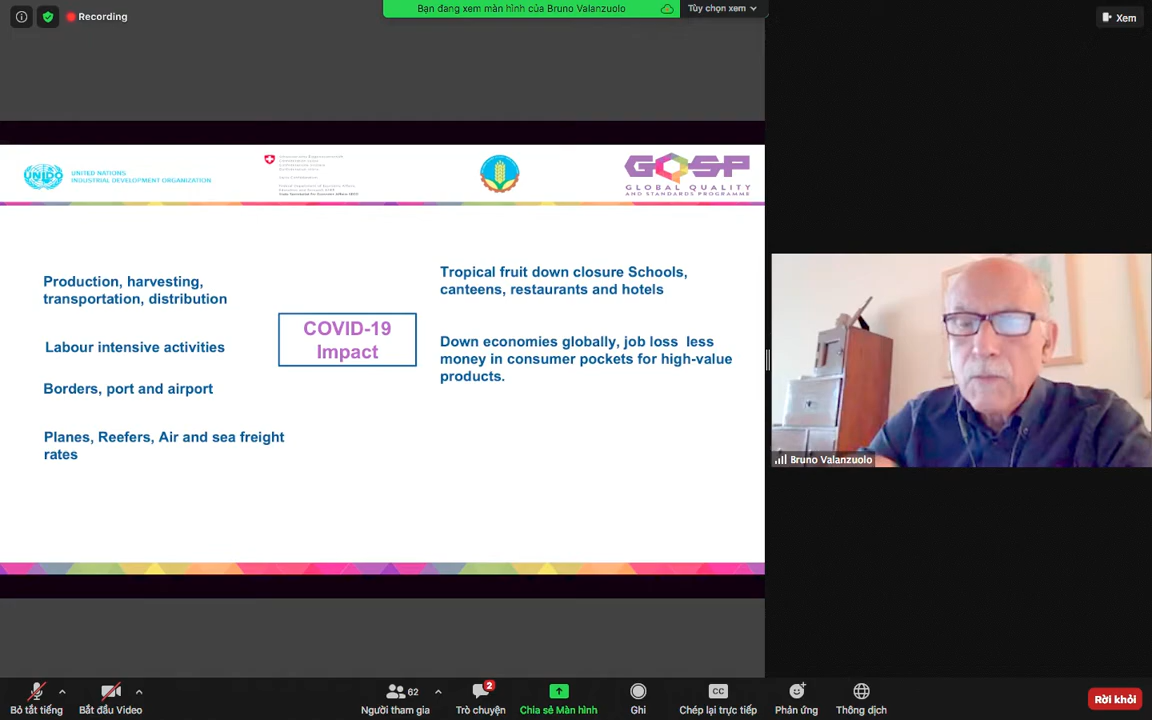 Recording
Bạn đang xem màn hình của Bruno Valanzuolo
Tùy chọn xem
Xem
UNIDO
UNITED NATIONS
INDUSTRIAL DEVELOPMENT ORGANIZATION
GQSP
GLOBAL QUALITY
AND STANDARDS PROGRAMME
Production, harvesting,
transportation, distribution
Labour intensive activities
Borders, port and airport
Planes, Reefers, Air and sea freight
rates
COVID-19
Impact
Tropical fruit down closure Schools,
canteens, restaurants and hotels
Down economies globally, job loss less
money in consumer pockets for high-value
products.
Bruno Valanzuolo
Bỏ tắt tiếng
Bắt đầu Video
62
Người tham gia
2
Trò chuyện
Chia sẻ Màn hình
Ghi
CC
Chép lại trực tiếp
Phản ứng
Thông dịch
Rời khỏi